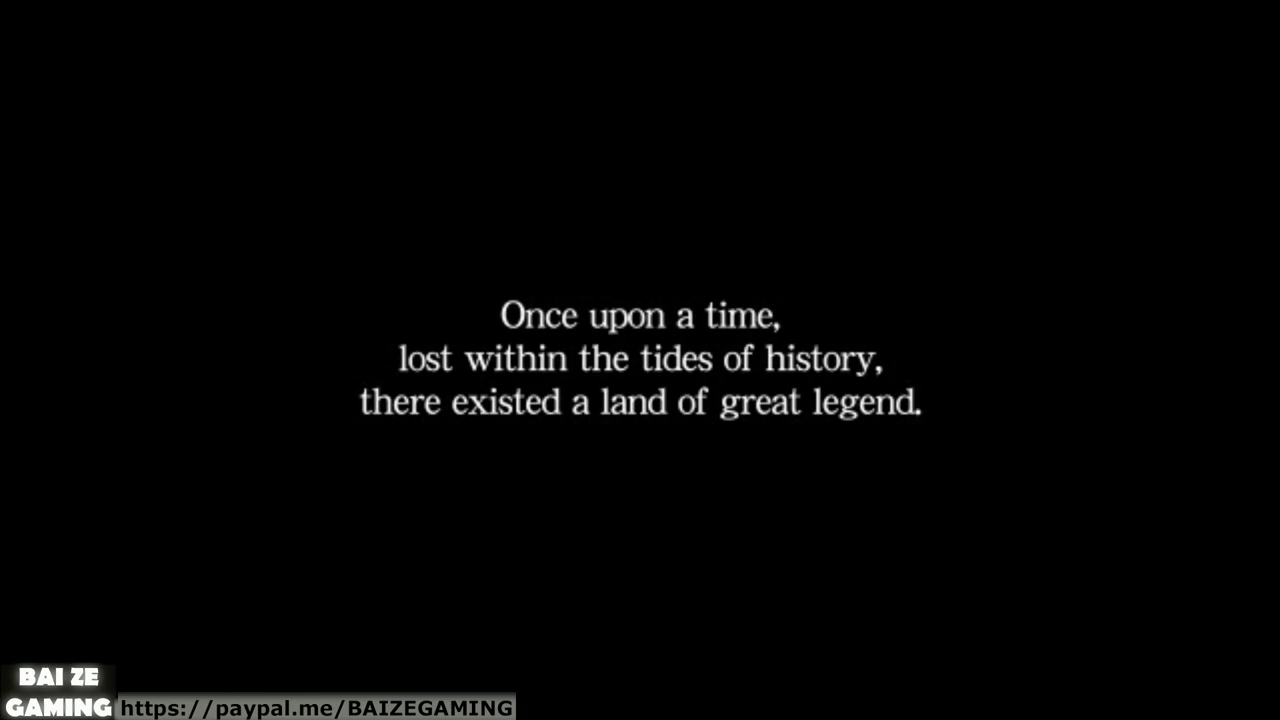 Once upon a time,
lost within the tides of history,
there existed a land of great legend.
BAI ZE
GAMING
https://paypal.me/BAIZEGAMING